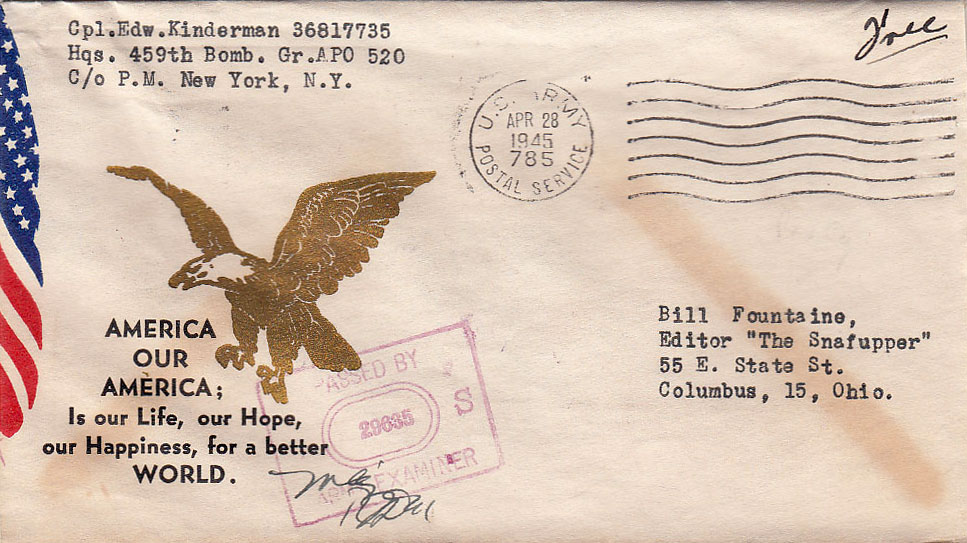 Cpl.Edw.Kinderman 36817735
Hqs. 459th Bomb. Gr.APO 520
C/o P.M. New York, N.Y.
Free
U.S. ARMY
APR 28
1945
785
POSTAL SERVICE
AMERICA
OUR
AMERICA;
Is our Life, our Hope,
our Happiness, for a better
WORLD.
Bill Fountaine,
Editor "The Snafupper"
55 E. State St.
Columbus, 15, Ohio.
PASSED BY
S
29635
ARMY EXAMINER